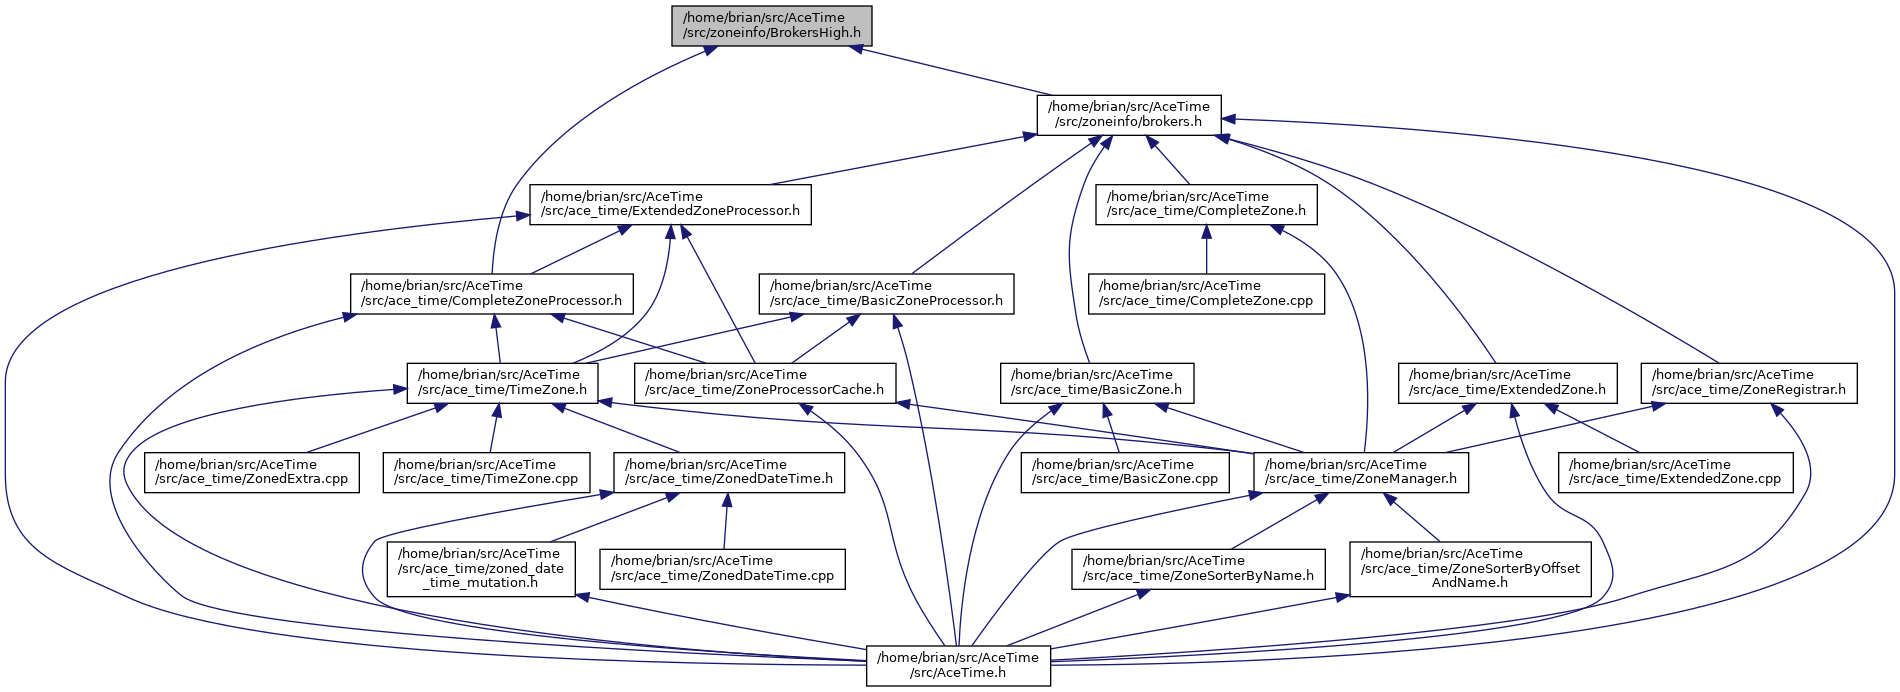 /home/brian/src/AceTime
/src/zoneinfo/BrokersHigh.h
/home/brian/src/AceTime
/src/zoneinfo/brokers.h
/home/brian/src/AceTime
/src/ace_time/ExtendedZoneProcessor.h
/home/brian/src/AceTime
/src/ace_time/CompleteZone.h
/home/brian/src/AceTime
/src/ace_time/CompleteZoneProcessor.h
/home/brian/src/AceTime
/src/ace_time/BasicZoneProcessor.h
/home/brian/src/AceTime
/src/ace_time/CompleteZone.cpp
/home/brian/src/AceTime
/src/ace_time/TimeZone.h
/home/brian/src/AceTime
/src/ace_time/ZoneProcessorCache.h
/home/brian/src/AceTime
/src/ace_time/BasicZone.h
/home/brian/src/AceTime
/src/ace_time/ExtendedZone.h
/home/brian/src/AceTime
/src/ace_time/ZoneRegistrar.h
/home/brian/src/AceTime
/src/ace_time/ZonedExtra.cpp
/home/brian/src/AceTime
/src/ace_time/TimeZone.cpp
/home/brian/src/AceTime
/src/ace_time/ZonedDateTime.h
/home/brian/src/AceTime
/src/ace_time/BasicZone.cpp
/home/brian/src/AceTime
/src/ace_time/ZoneManager.h
/home/brian/src/AceTime
/src/ace_time/ExtendedZone.cpp
/home/brian/src/AceTime
/src/ace_time/zoned_date
_time_mutation.h
/home/brian/src/AceTime
/src/ace_time/ZonedDateTime.cpp
/home/brian/src/AceTime
/src/ace_time/ZoneSorterByName.h
/home/brian/src/AceTime
/src/ace_time/ZoneSorterByOffset
AndName.h
/home/brian/src/AceTime
/src/AceTime.h